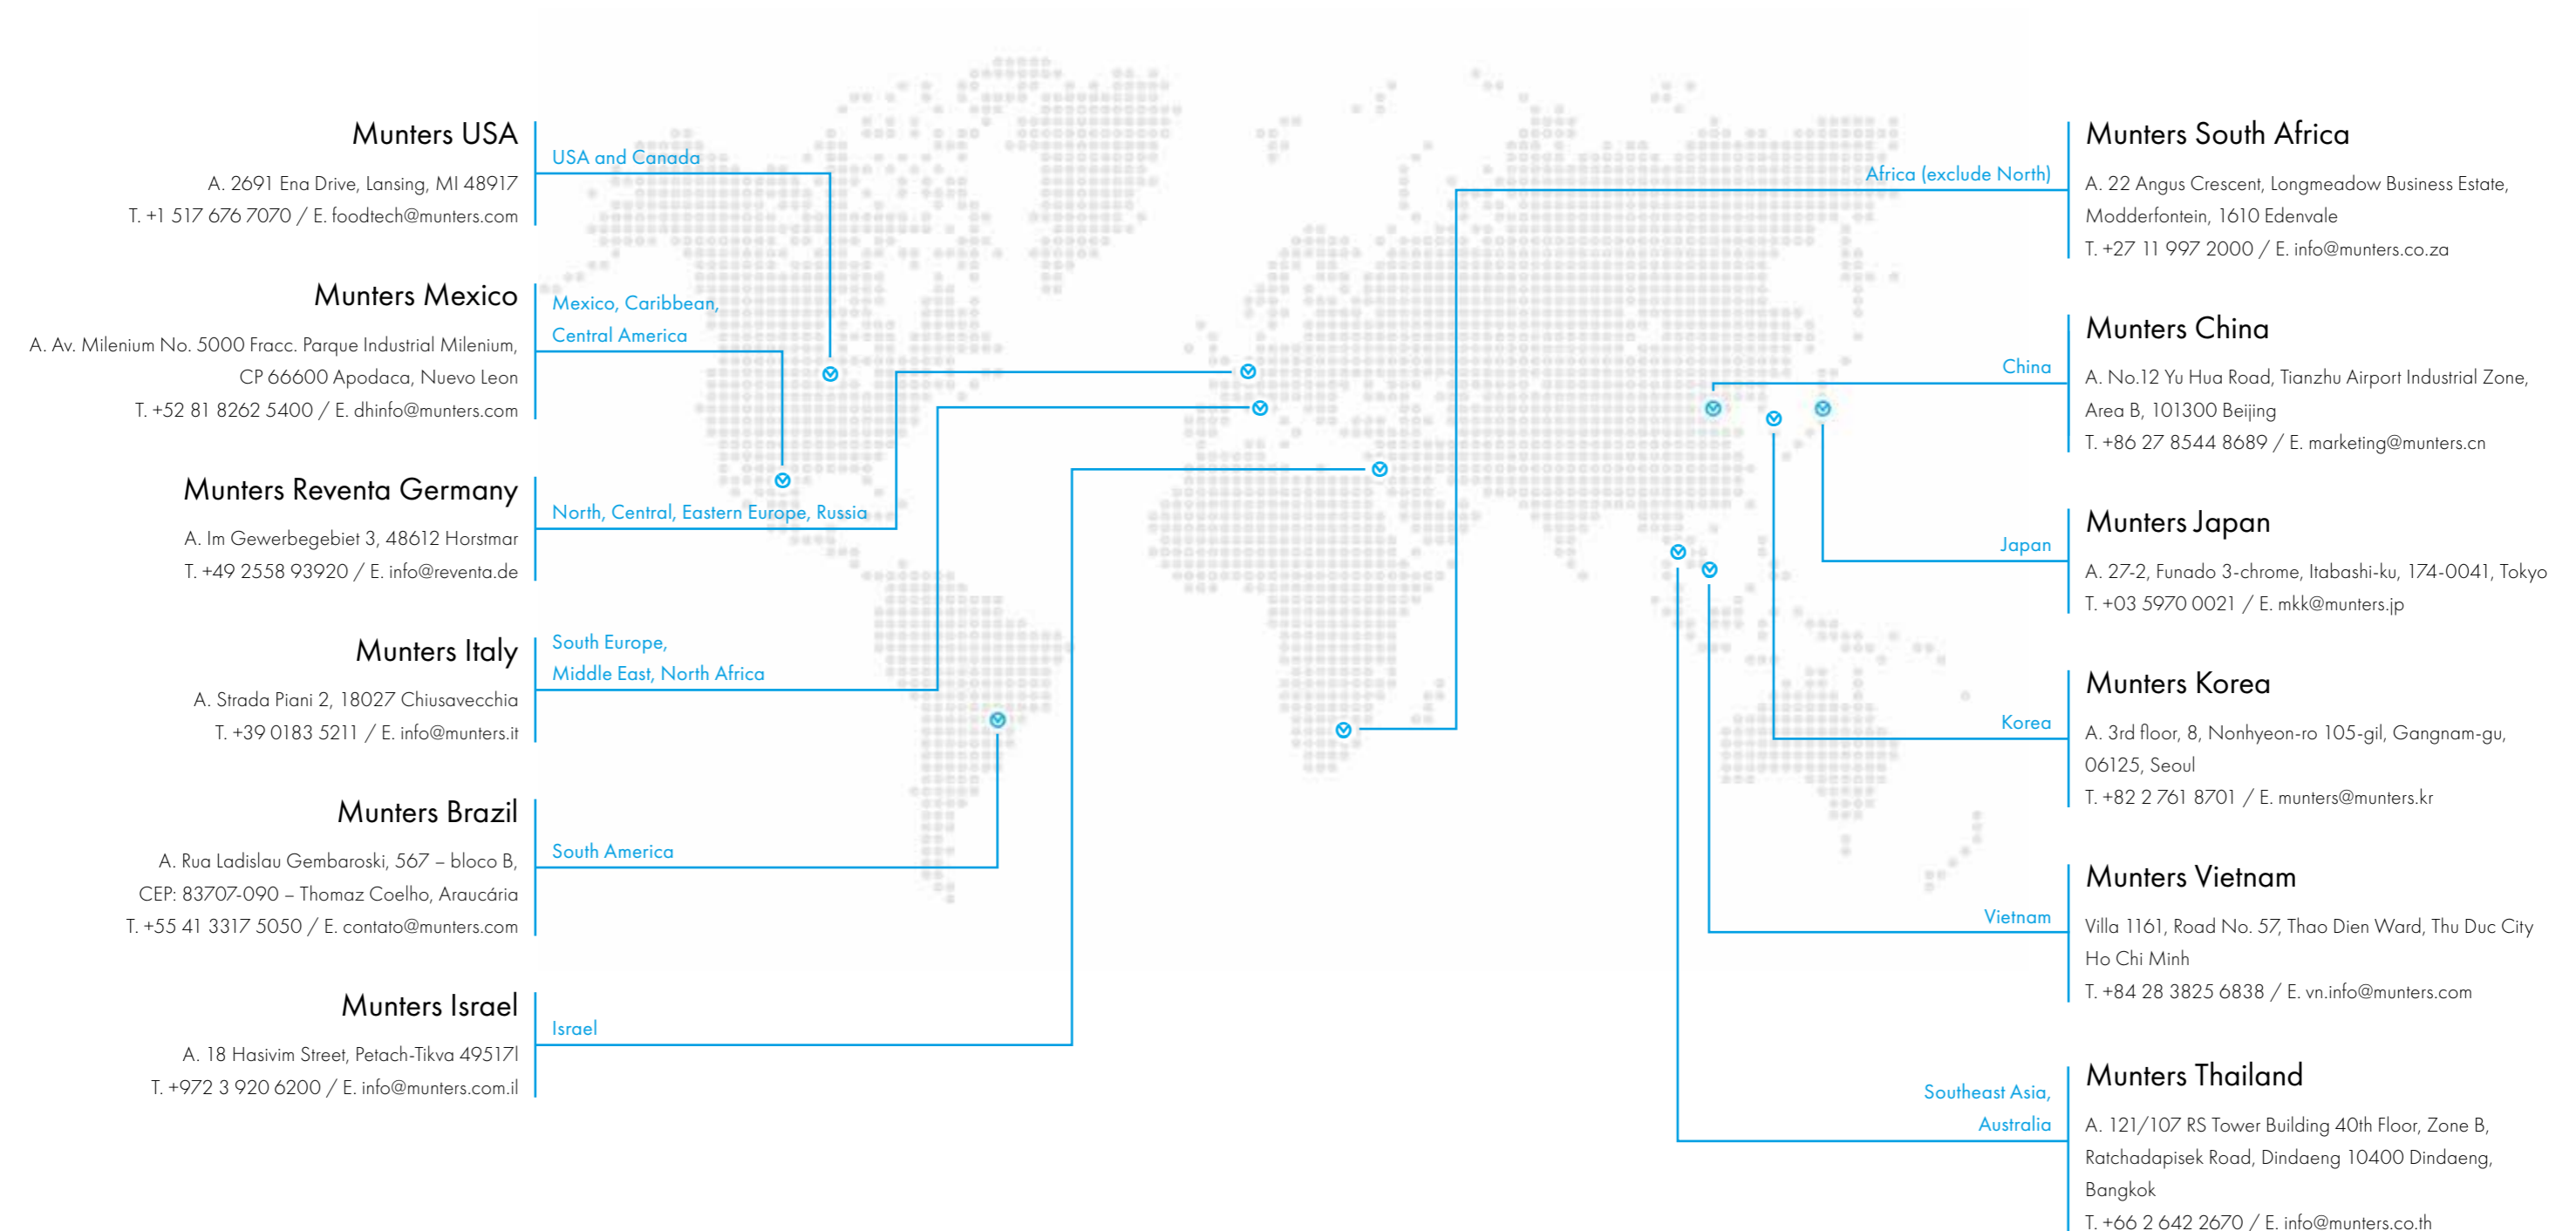 Munters USA
USA and Canada
A. 2691 Ena Drive, Lansing, MI 48917
T. +1 517 676 7070 / E. foodtech@munters.com
Munters Mexico
Mexico, Caribbean,
Central America
A. Av. Milenium No. 5000 Fracc. Parque Industrial Milenium,
CP 66600 Apodaca, Nuevo Leon
T. +52 81 8262 5400 / E. dhinfo@munters.com
Munters Reventa Germany
North, Central, Eastern Europe, Russia
A. Im Gewerbegebiet 3, 48612 Horstmar
T. +49 2558 93920 / E. info@reventa.de
Munters Italy
South Europe,
Middle East, North Africa
A. Strada Piani 2, 18027 Chiusavecchia
T. +39 0183 5211 / E. info@munters.it
Munters Brazil
South America
A. Rua Ladislau Gembaroski, 567 – bloco B,
CEP: 83707-090 – Thomaz Coelho, Araucária
T. +55 41 3317 5050 / E. contato@munters.com
Munters Israel
Israel
A. 18 Hasivim Street, Petach-Tikva 49517l
T. +972 3 920 6200 / E. info@munters.com.il
Munters South Africa
Africa (exclude North)
A. 22 Angus Crescent, Longmeadow Business Estate,
Modderfontein, 1610 Edenvale
T. +27 11 997 2000 / E. info@munters.co.za
Munters China
China
A. No.12 Yu Hua Road, Tianzhu Airport Industrial Zone,
Area B, 101300 Beijing
T. +86 27 8544 8689 / E. marketing@munters.cn
Munters Japan
Japan
A. 27-2, Funado 3-chrome, Itabashi-ku, 174-0041, Tokyo
T. +03 5970 0021 / E. mkk@munters.jp
Munters Korea
Korea
A. 3rd floor, 8, Nonhyeon-ro 105-gil, Gangnam-gu,
06125, Seoul
T. +82 2 761 8701 / E. munters@munters.kr
Munters Vietnam
Vietnam
Villa 1161, Road No. 57, Thao Dien Ward, Thu Duc City
Ho Chi Minh
T. +84 28 3825 6838 / E. vn.info@munters.com
Munters Thailand
Southeast Asia,
Australia
A. 121/107 RS Tower Building 40th Floor, Zone B,
Ratchadapisek Road, Dindaeng 10400 Dindaeng,
Bangkok
T. +66 2 642 2670 / E. info@munters.co.th